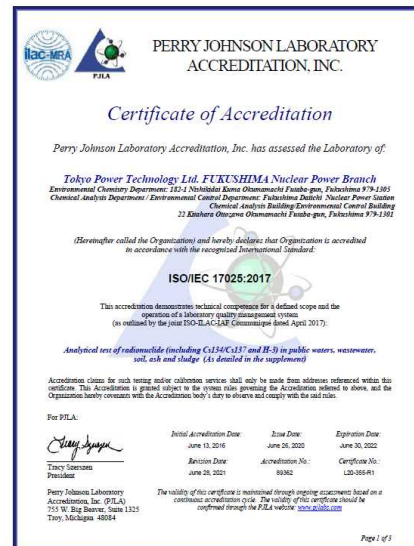 ilac-MRA
PJLA
PERRY JOHNSON LABORATORY
ACCREDITATION, INC.
Certificate of Accreditation
Perry Johnson Laboratory Accreditation, Inc. has assessed the Laboratory of:
Tokyo Power Technology Ltd. FUKUSHIMA Nuclear Power Branch
Environmental Chemistry Department: 182-1 Nishikidai Kuma Okumamachi Futaba-gun, Fukushima 979-1305
Chemical Analysis Department / Environmental Control Department: Fukushima Daiichi Nuclear Power Station
Chemical Analysis Building/Environmental Control Building
22 Kitahara Ottozawa Okumamachi Futaba-gun, Fukushima 979-1301
(Hereinafter called the Organization) and hereby declares that Organization is accredited
in accordance with the recognized International Standard:
ISO/IEC 17025:2017
This accreditation demonstrates technical competence for a defined scope and the
operation of a laboratory quality management system
(as outlined by the joint ISO-ILAC-IAF Communiqué dated April 2017):
Analytical test of radionuclide (including Cs134/Cs137 and H-3) in public waters, wastewater,
soil, ash and sludge (As detailed in the supplement)
Accreditation claims for such testing and/or calibration services shall only be made from addresses referenced within this
certificate. This Accreditation is granted subject to the system rules governing the Accreditation referred to above, and the
Organization hereby covenants with the Accreditation body's duty to observe and comply with the said rules.
For PJLA:
Initial Accreditation Date: Issue Date: Expiration Date:
June 13, 2016 June 26, 2020 June 30, 2022
Revision Date: Accreditation No.: Certificate No.:
June 28, 2021 89362 L20-365-R1
Tracy Szerszen
President
Perry Johnson Laboratory
Accreditation, Inc. (PJLA)
755 W. Big Beaver, Suite 1325
Troy, Michigan 48084
The validity of this certificate is maintained through ongoing assessments based on a
continuous accreditation cycle. The validity of this certificate should be
confirmed through the PJLA website: www.pjlabs.com
Page 1 of 3